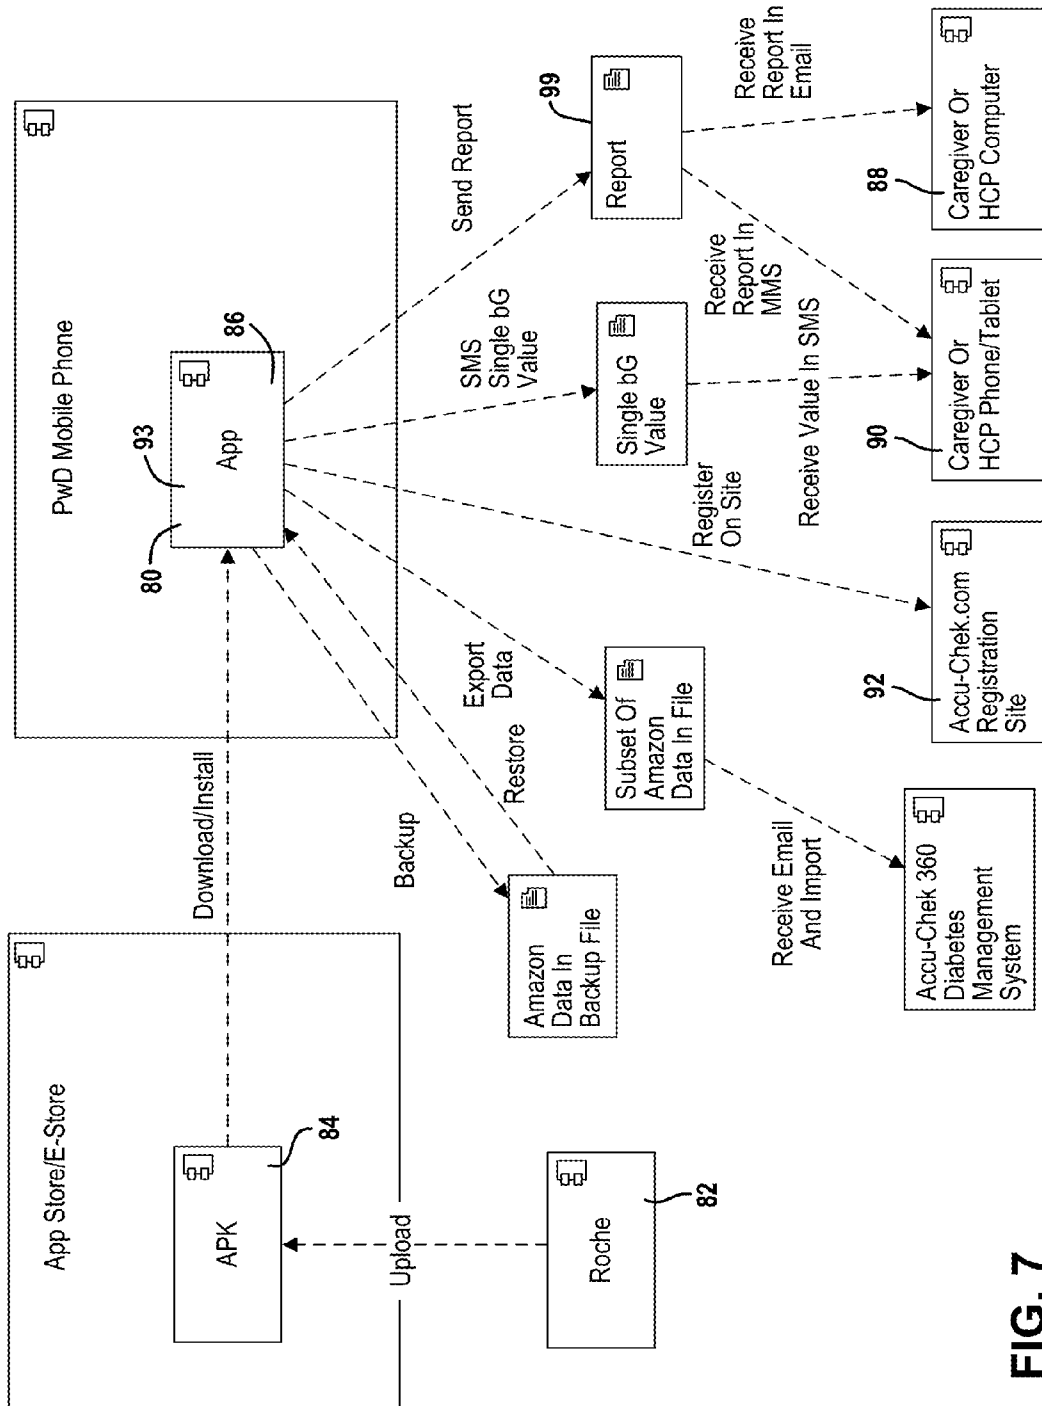 App Store/E-Store
APK
84
Upload
Roche
82
Download/Install
PwD Mobile Phone
80
93
App
86
Backup
Restore
Amazon
Data In
Backup File
Export
Data
Subset Of
Amazon
Data In File
Receive Email
And Import
Accu-Chek 360
Diabetes
Management
System
Register
On Site
92
Accu-Chek.com
Registration
Site
SMS
Single bG
Value
Single bG
Value
Receive Value In SMS
Send Report
99
Report
Receive
Report In
MMS
Receive
Report In
Email
90
Caregiver Or
HCP Phone/Tablet
88
Caregiver Or
HCP Computer
FIG. 7